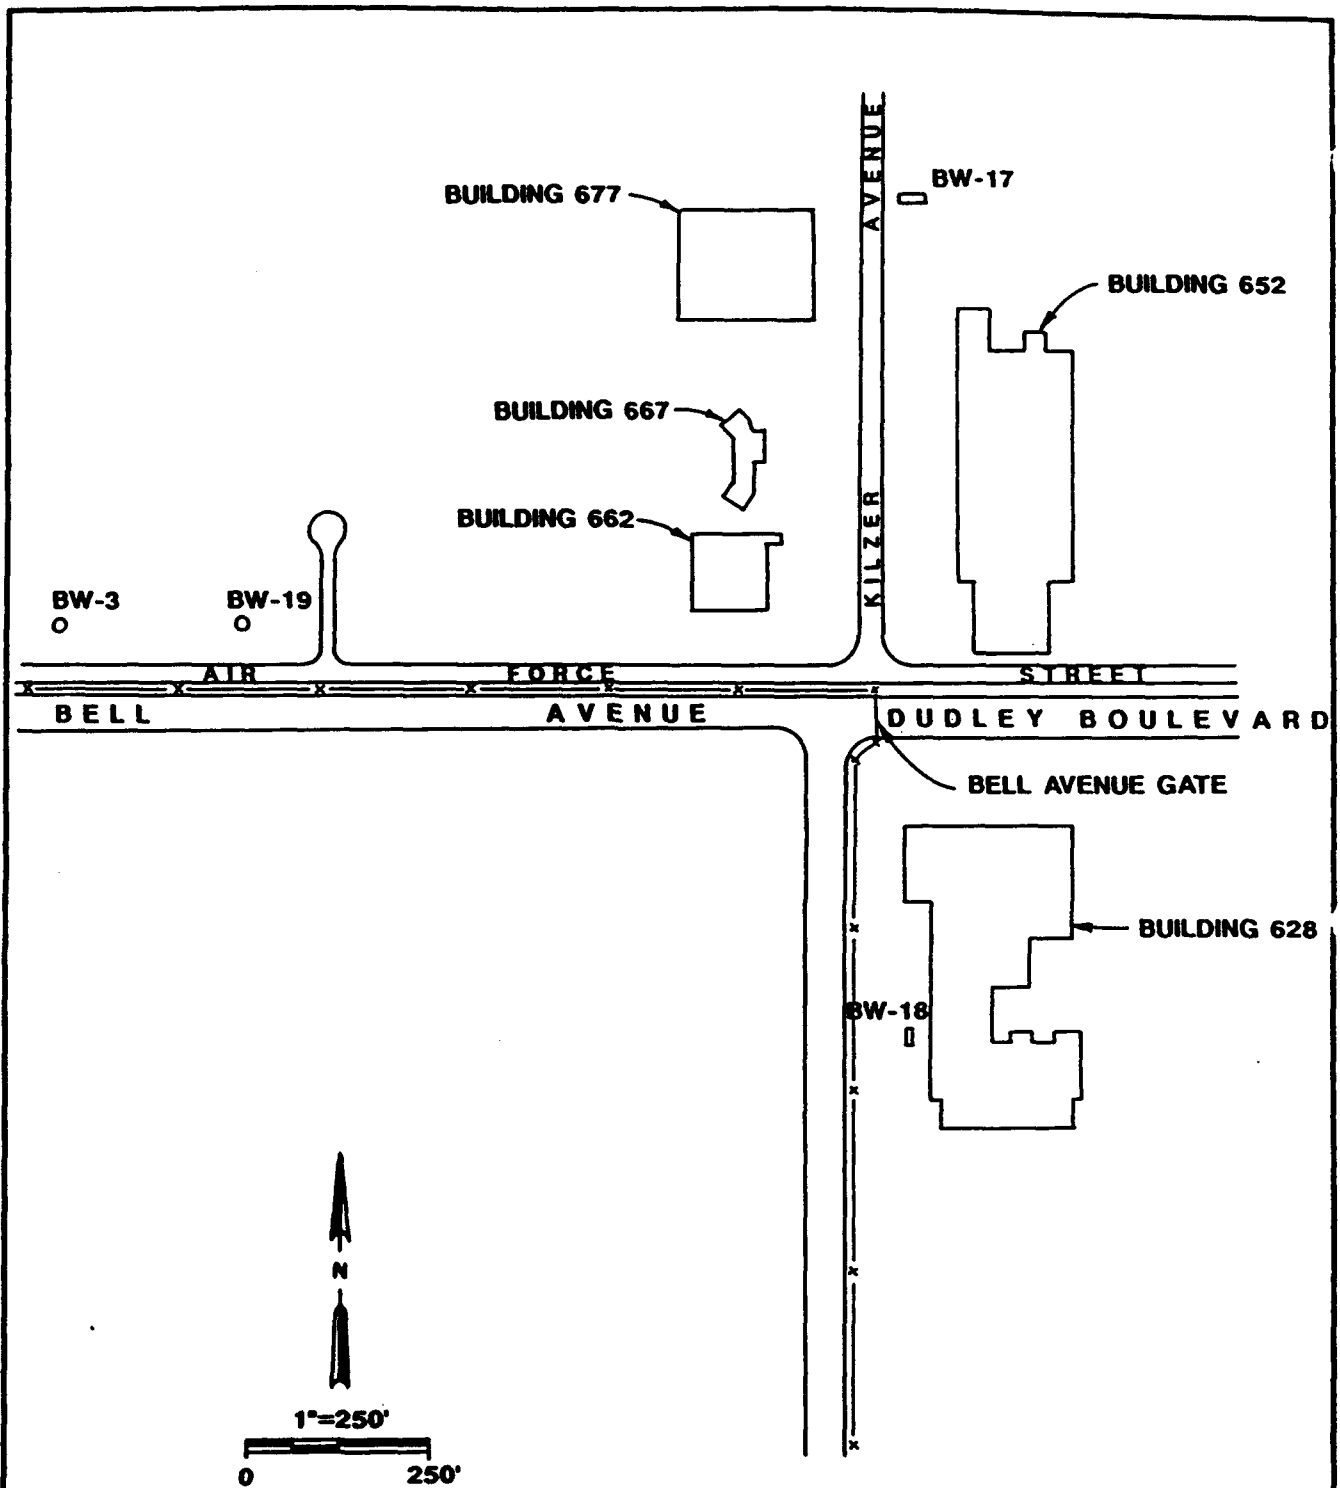 KILZER AVENUE
BW-17
BUILDING 677
BUILDING 652
BUILDING 667
BUILDING 662
BW-3
BW-19
AIR FORCE STREET
X X X X X X X
BELL AVENUE
DUDLEY BOULEVARD
X
X
BELL AVENUE GATE
X
BUILDING 628
BW-18
X
N
X
1"=250'
X
0 250'